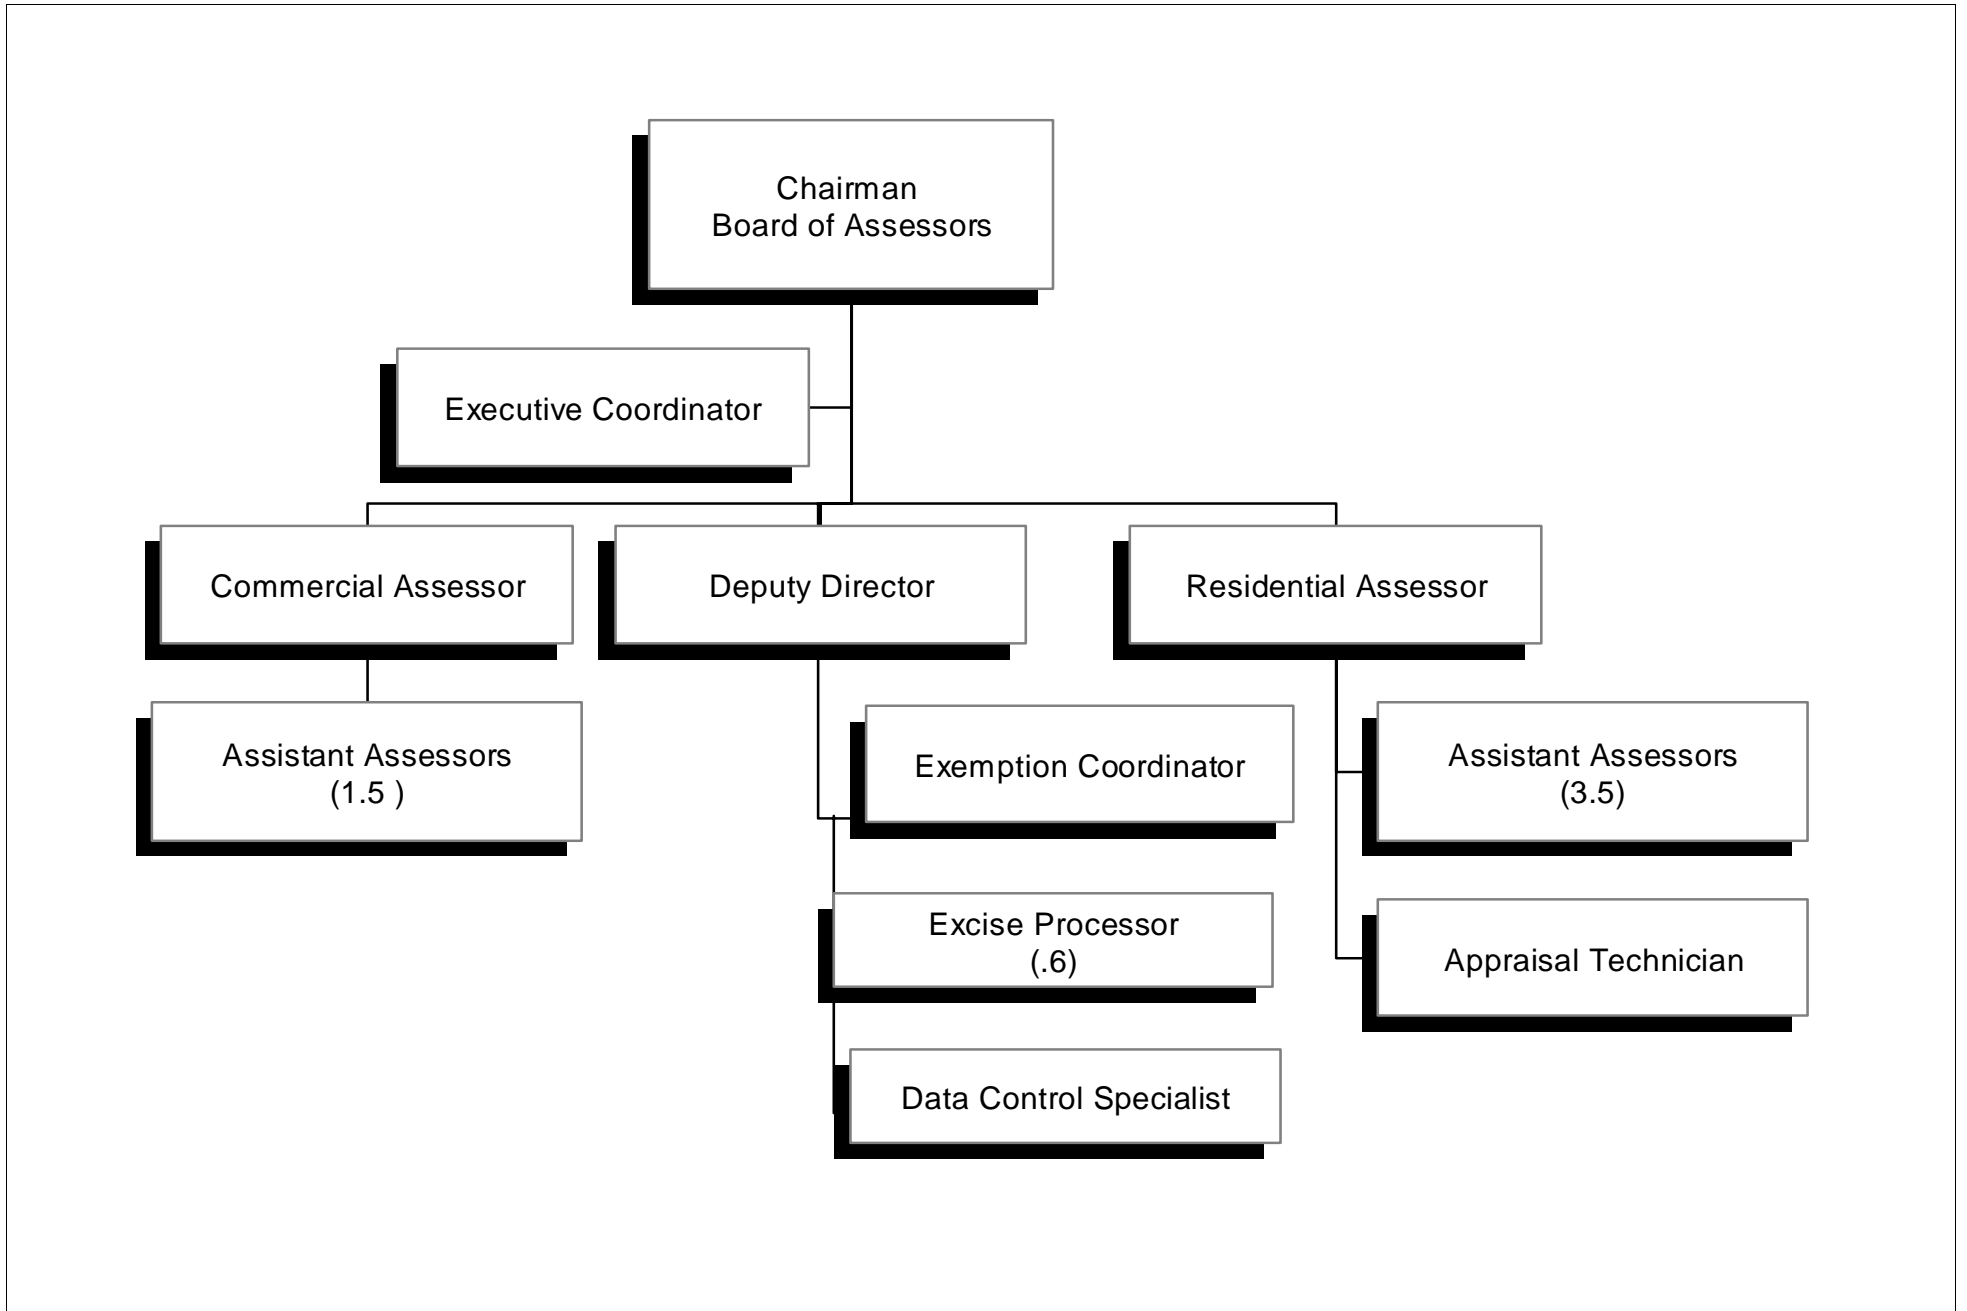 Chairman
Board of Assessors
Executive Coordinator
Commercial Assessor
Deputy Director
Residential Assessor
Assistant Assessors
(1.5 )
Exemption Coordinator
Assistant Assessors
(3.5)
Excise Processor
(.6)
Appraisal Technician
Data Control Specialist